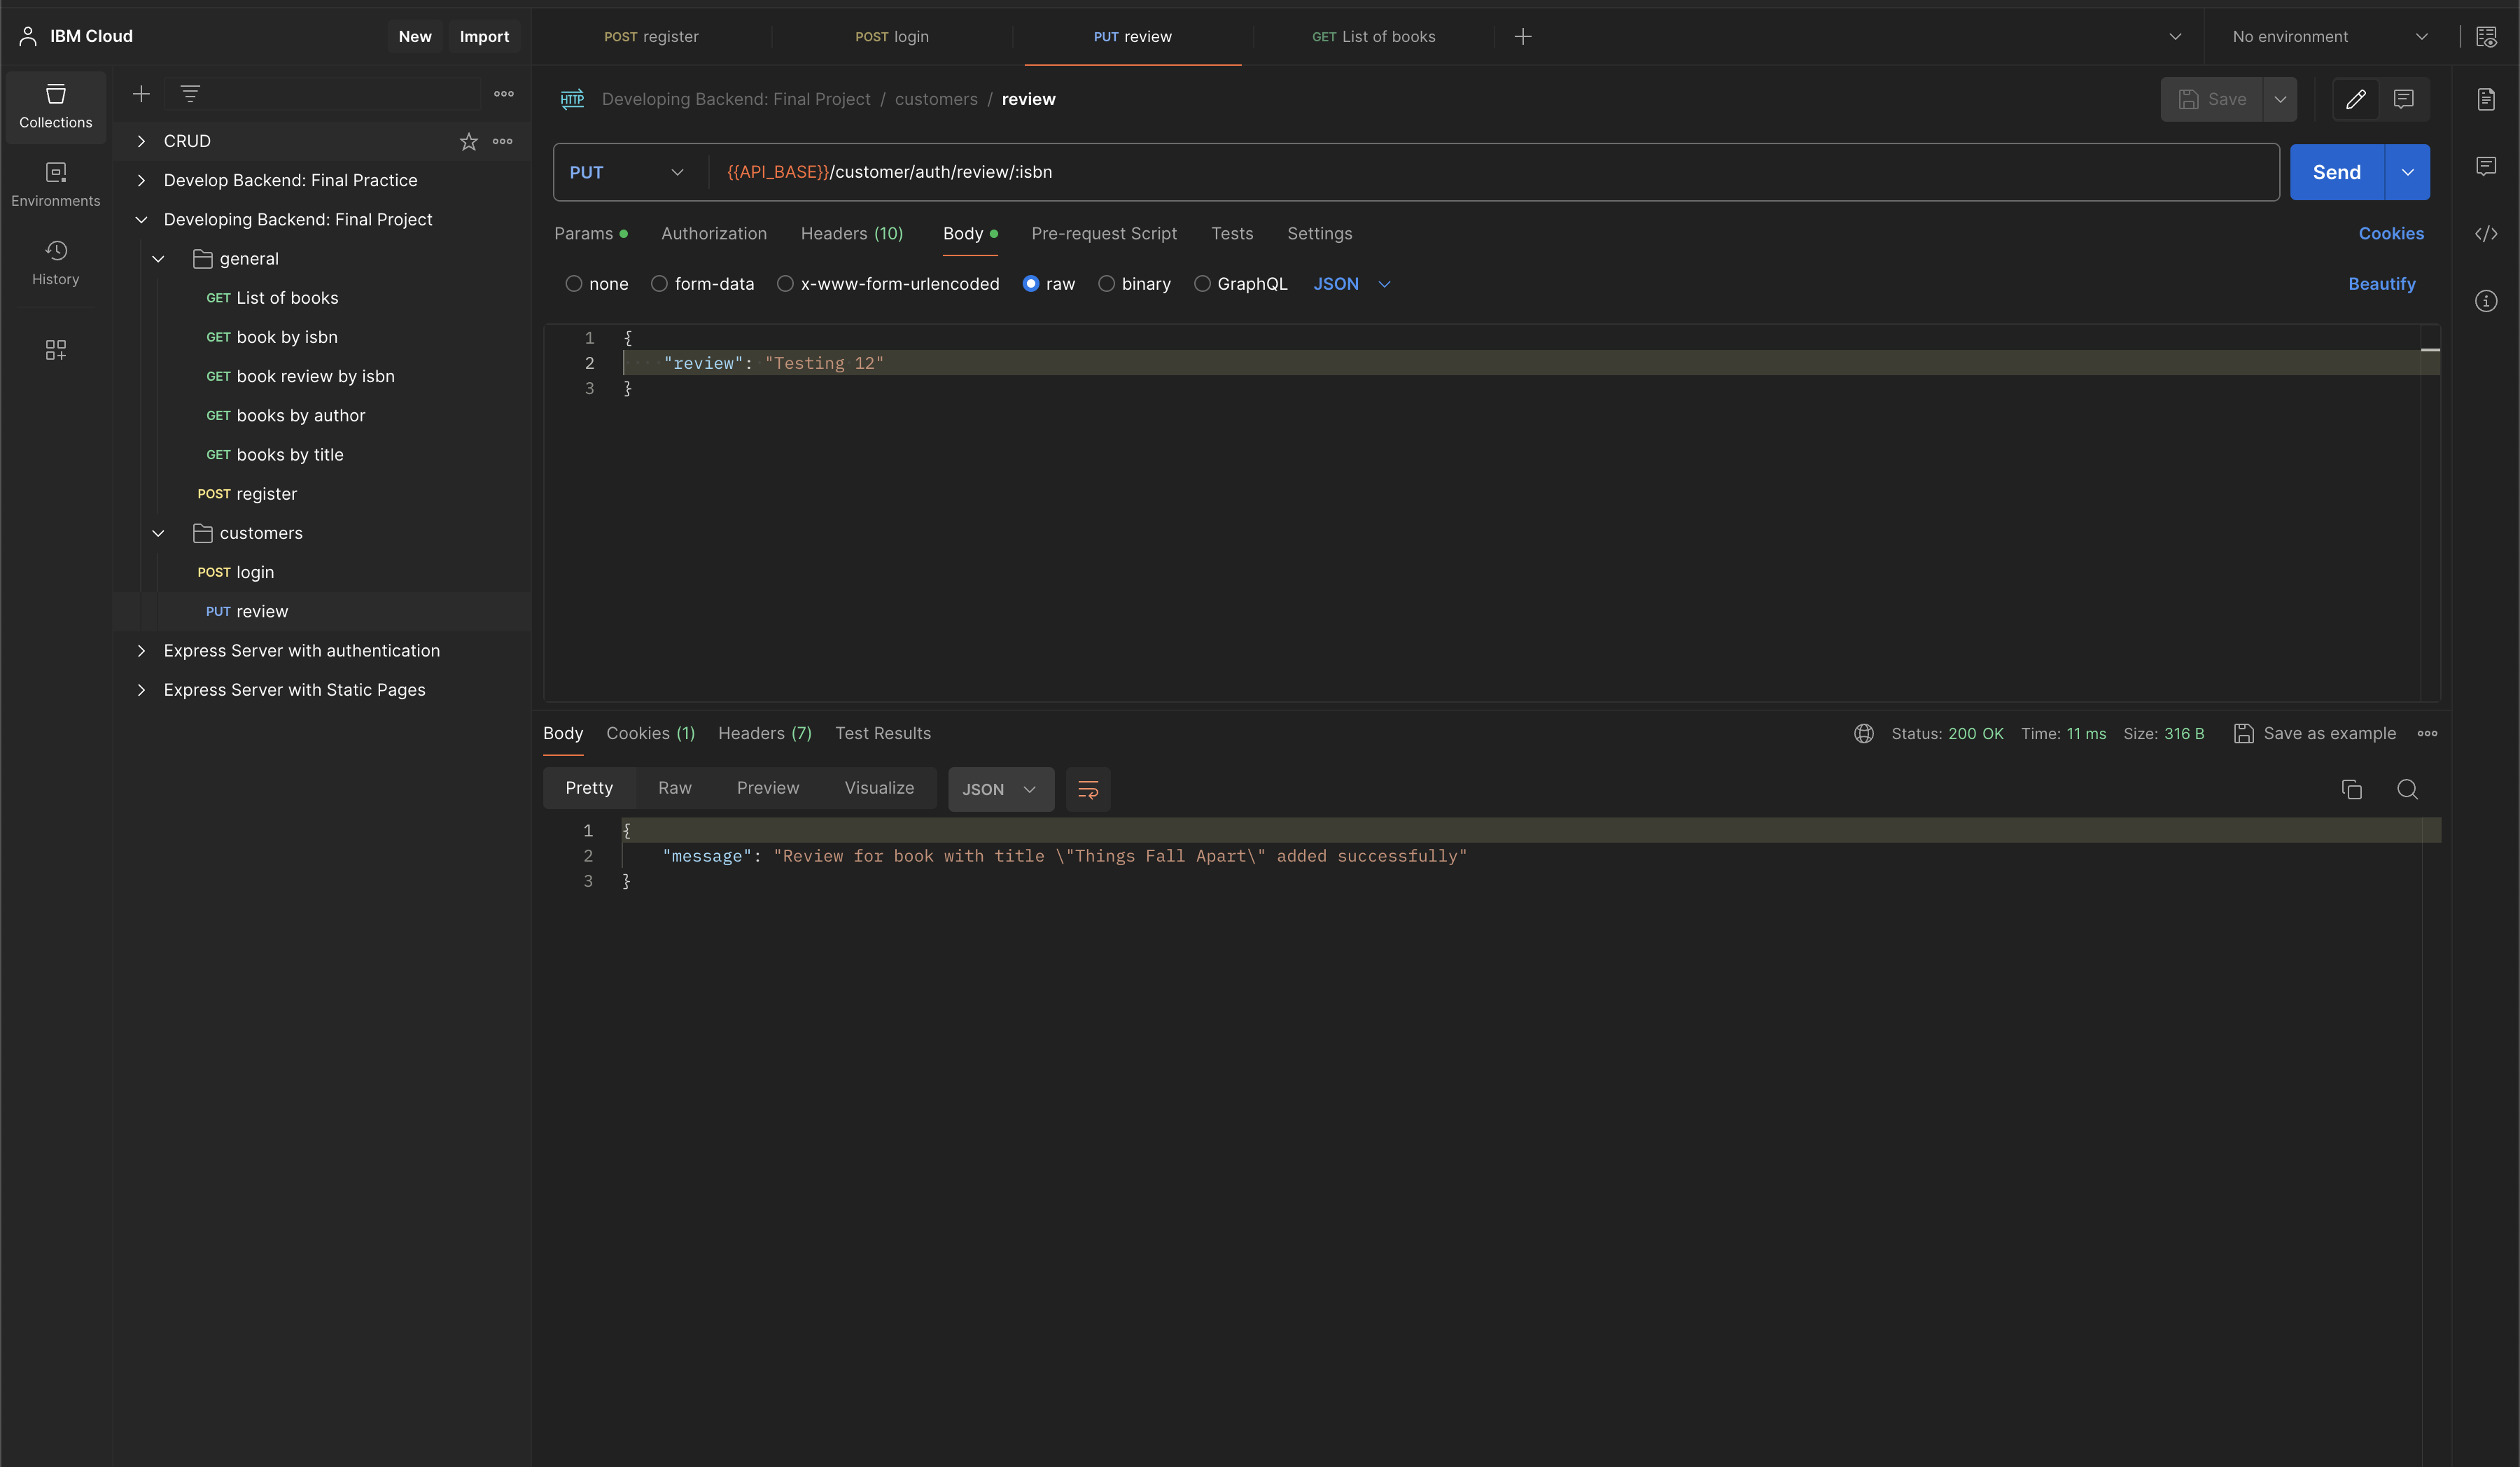 IBM Cloud New Import
POST register POST login PUT review GET List of books No environment
Collections
Environments
History
CRUD
Develop Backend: Final Practice
Developing Backend: Final Project
general
GET List of books
GET book by isbn
GET book review by isbn
GET books by author
GET books by title
POST register
customers
POST login
PUT review
Express Server with authentication
Express Server with Static Pages
HTTP Developing Backend: Final Project / customers / review Save
PUT {{API_BASE}}/customer/auth/review/:isbn Send
Params Authorization Headers (10) Body Pre-request Script Tests Settings Cookies
none form-data x-www-form-urlencoded raw binary GraphQL JSON Beautify
1 {
2 "review": "Testing 12"
3 }
Body Cookies (1) Headers (7) Test Results Status: 200 OK Time: 11 ms Size: 316 B Save as example
Pretty Raw Preview Visualize JSON
1 {
2 "message": "Review for book with title \"Things Fall Apart\" added successfully"
3 }